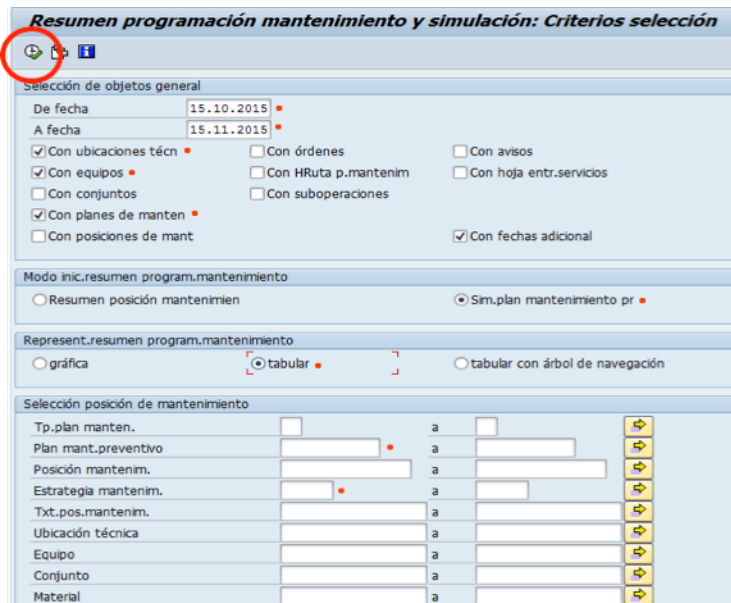 Resumen programación mantenimiento y simulación: Criterios selección
Selección de objetos general
De fecha 15.10.2015
A fecha 15.11.2015
Con ubicaciones técn Con órdenes Con avisos
Con equipos Con HRuta p.mantenim Con hoja entr.servicios
Con conjuntos Con suboperaciones
Con planes de manten
Con posiciones de mant Con fechas adicional
Modo inic.resumen program.mantenimiento
Resumen posición mantenimien Sim.plan mantenimiento pr
Represent.resumen program.mantenimiento
gráfica tabular tabular con árbol de navegación
Selección posición de mantenimiento
Tp.plan manten. a
Plan mant.preventivo a
Posición mantenim. a
Estrategia mantenim. a
Txt.pos.mantenim. a
Ubicación técnica a
Equipo a
Conjunto a
Material a